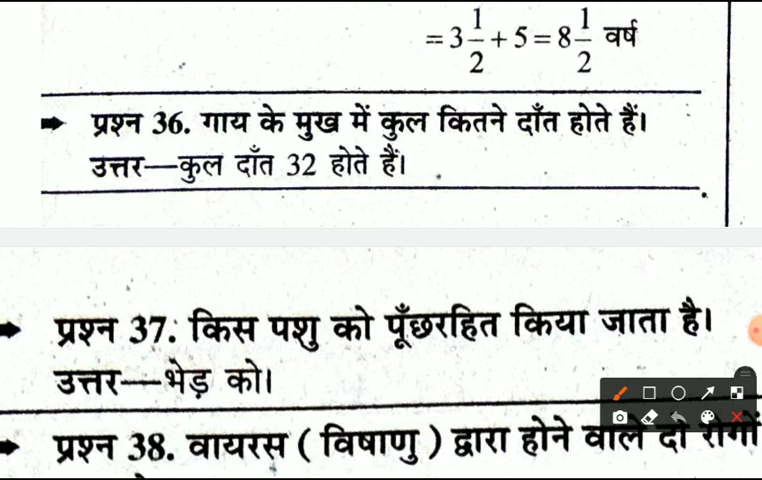 = 3 1/2 + 5 = 8 1/2 वर्ष
प्रश्न 36. गाय के मुख में कुल कितने दाँत होते हैं।
उत्तर—कुल दाँत 32 होते हैं।
प्रश्न 37. किस पशु को पूँछरहित किया जाता है।
उत्तर—भेड़ को।
प्रश्न 38. वायरस ( विषाणु ) द्वारा होने वाले दो रोगों